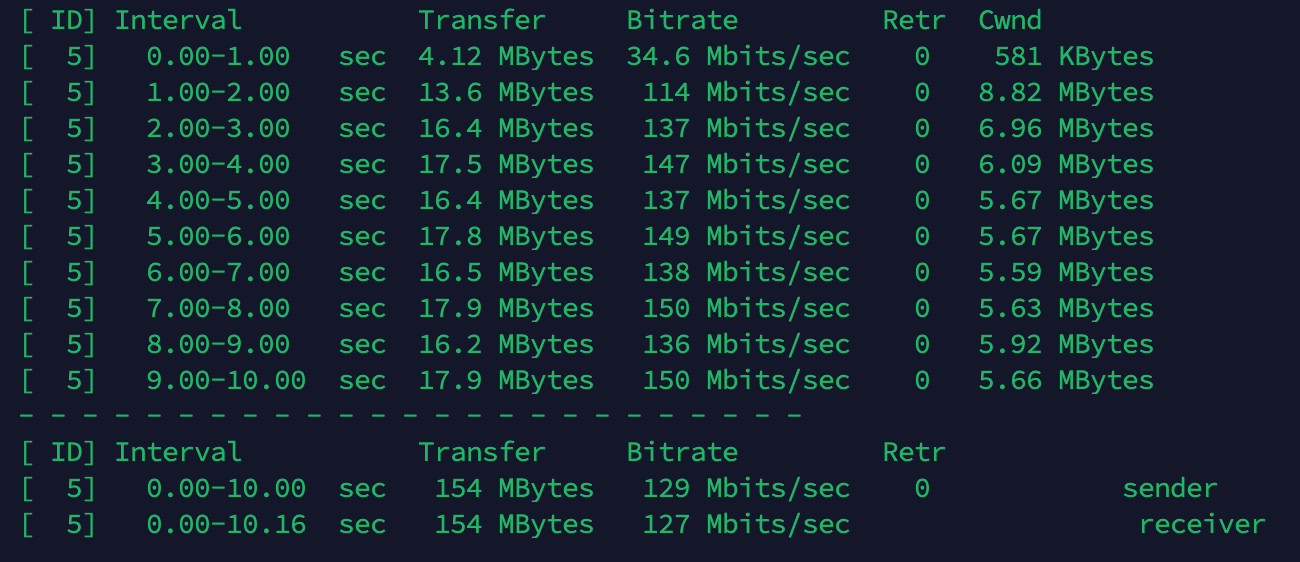 [ ID] Interval           Transfer     Bitrate         Retr  Cwnd
[  5]   0.00-1.00   sec  4.12 MBytes  34.6 Mbits/sec    0    581 KBytes
[  5]   1.00-2.00   sec  13.6 MBytes   114 Mbits/sec    0   8.82 MBytes
[  5]   2.00-3.00   sec  16.4 MBytes   137 Mbits/sec    0   6.96 MBytes
[  5]   3.00-4.00   sec  17.5 MBytes   147 Mbits/sec    0   6.09 MBytes
[  5]   4.00-5.00   sec  16.4 MBytes   137 Mbits/sec    0   5.67 MBytes
[  5]   5.00-6.00   sec  17.8 MBytes   149 Mbits/sec    0   5.67 MBytes
[  5]   6.00-7.00   sec  16.5 MBytes   138 Mbits/sec    0   5.59 MBytes
[  5]   7.00-8.00   sec  17.9 MBytes   150 Mbits/sec    0   5.63 MBytes
[  5]   8.00-9.00   sec  16.2 MBytes   136 Mbits/sec    0   5.92 MBytes
[  5]   9.00-10.00  sec  17.9 MBytes   150 Mbits/sec    0   5.66 MBytes
- - - - - - - - - - - - - - - - - - - - - - - - -
[ ID] Interval           Transfer     Bitrate         Retr
[  5]   0.00-10.00  sec   154 MBytes   129 Mbits/sec    0            sender
[  5]   0.00-10.16  sec   154 MBytes   127 Mbits/sec                  receiver